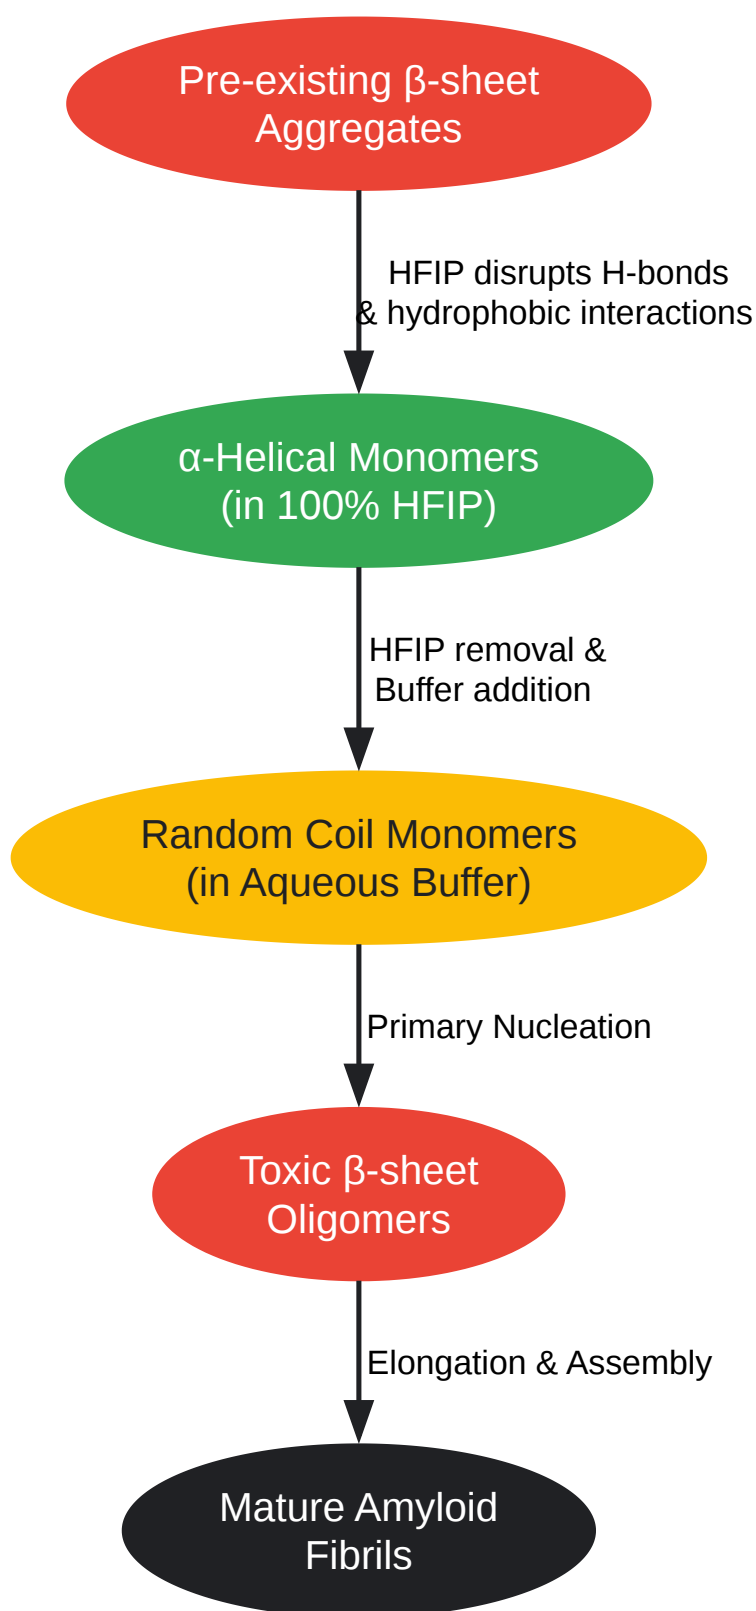 Pre-existing β-sheet
Aggregates
HFIP disrupts H-bonds
& hydrophobic interactions
α-Helical Monomers
(in 100% HFIP)
HFIP removal &
Buffer addition
Random Coil Monomers
(in Aqueous Buffer)
Primary Nucleation
Toxic β-sheet
Oligomers
Elongation & Assembly
Mature Amyloid
Fibrils